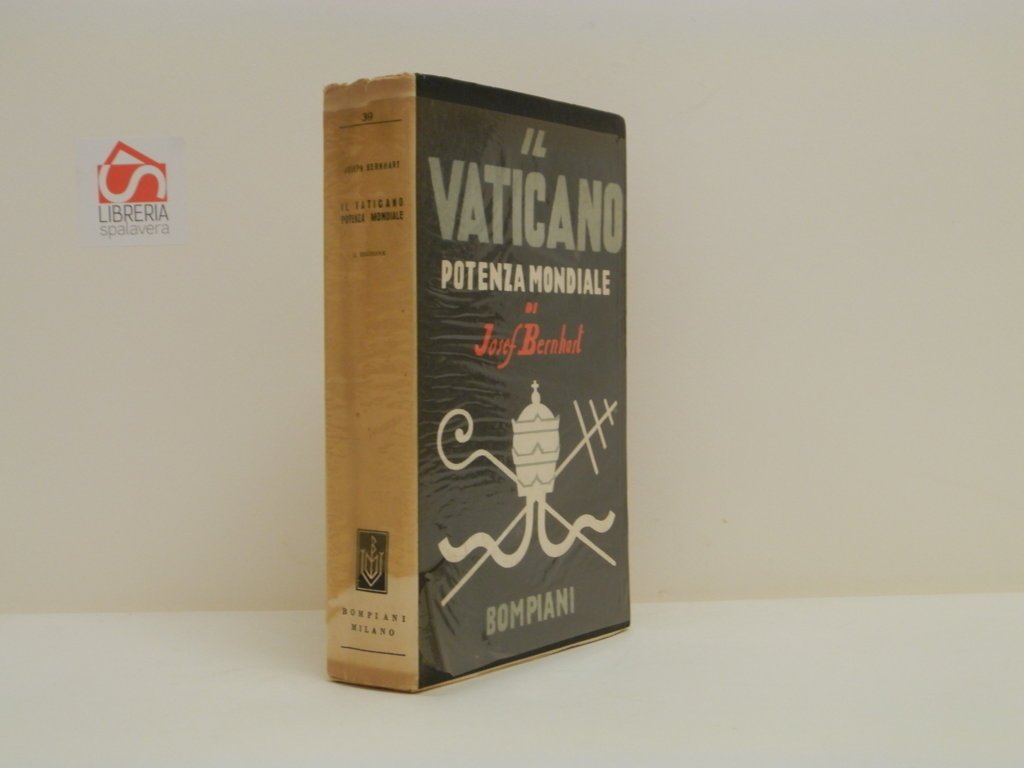 LIBRERIA
spalavera
39
JOSEPH BERNHART
IL VATICANO
POTENZA MONDIALE
BOMPIANI
MILANO
IL
VATICANO
POTENZA MONDIALE
DI
Josef Bernhart
BOMPIANI